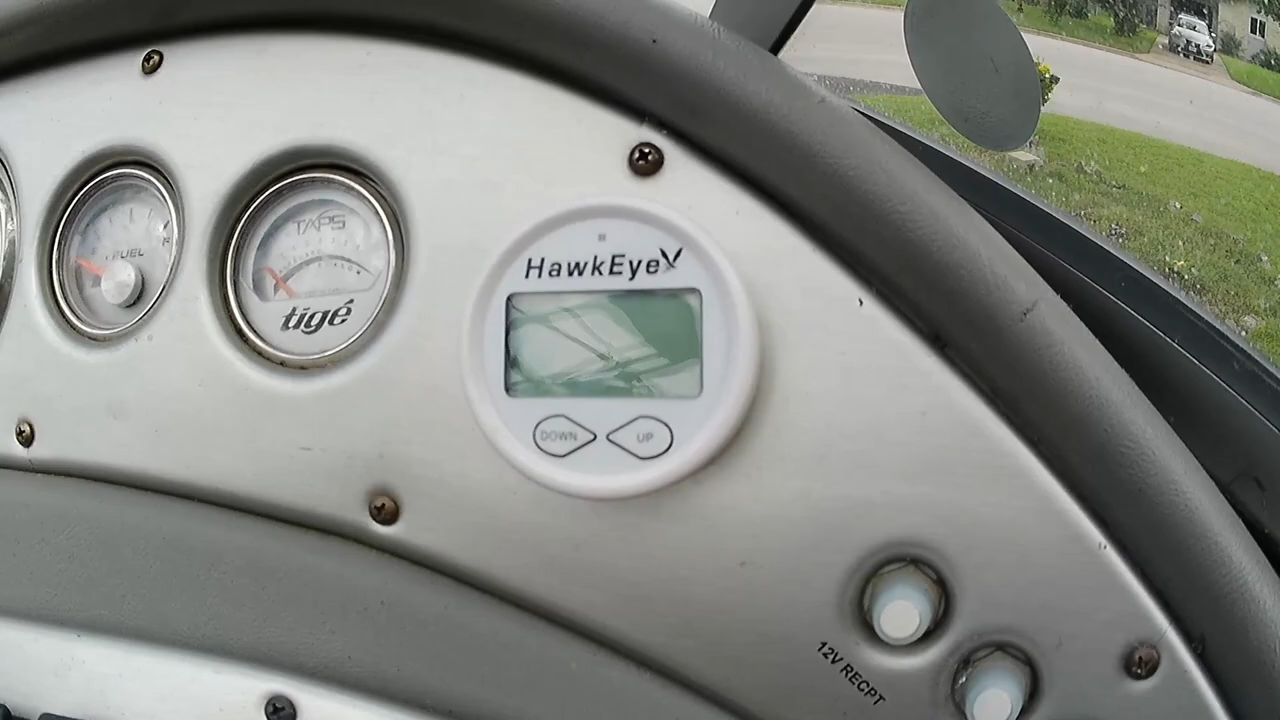 FUEL
F
TAPS
tigé
HawkEye
DOWN
UP
12V RECPT